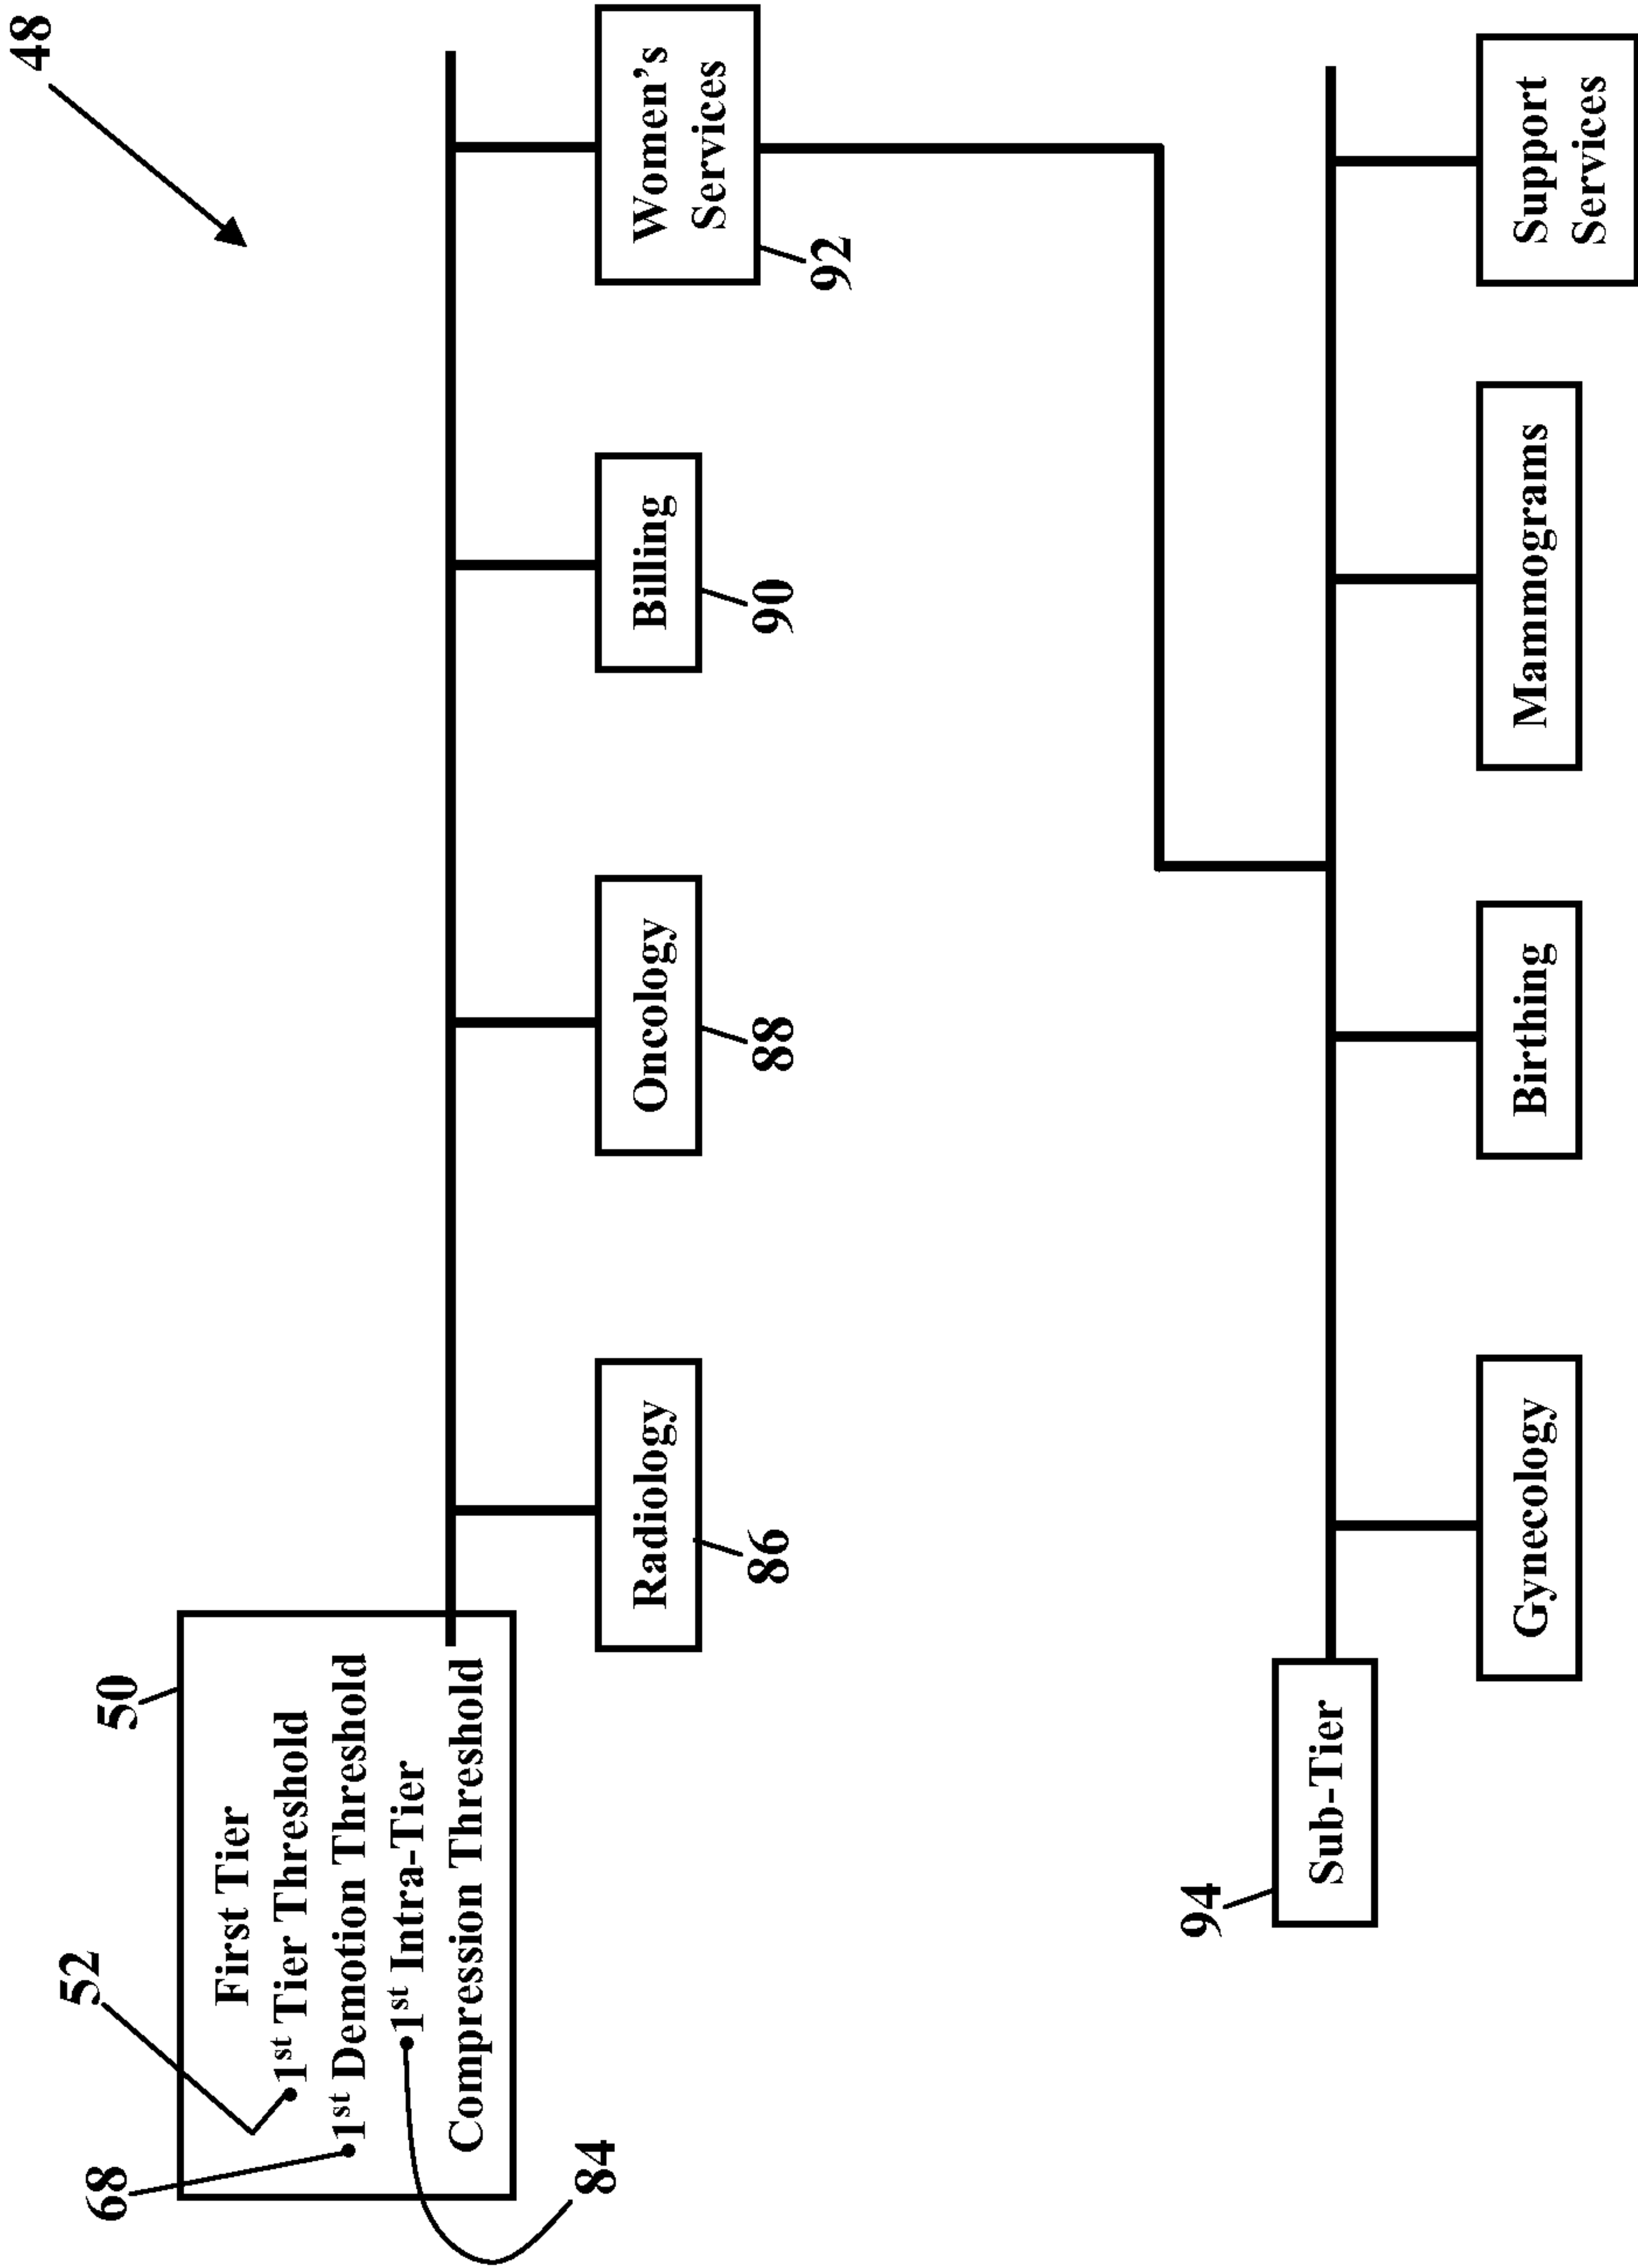 48
50
52
68
First Tier
•1st Tier Threshold
•1st Demotion Threshold
•1st Intra-Tier
Compression Threshold
84
Radiology
86
Oncology
88
Billing
90
Women's
Services
92
94
Sub-Tier
Gynecology
Birthing
Mammograms
Support
Services